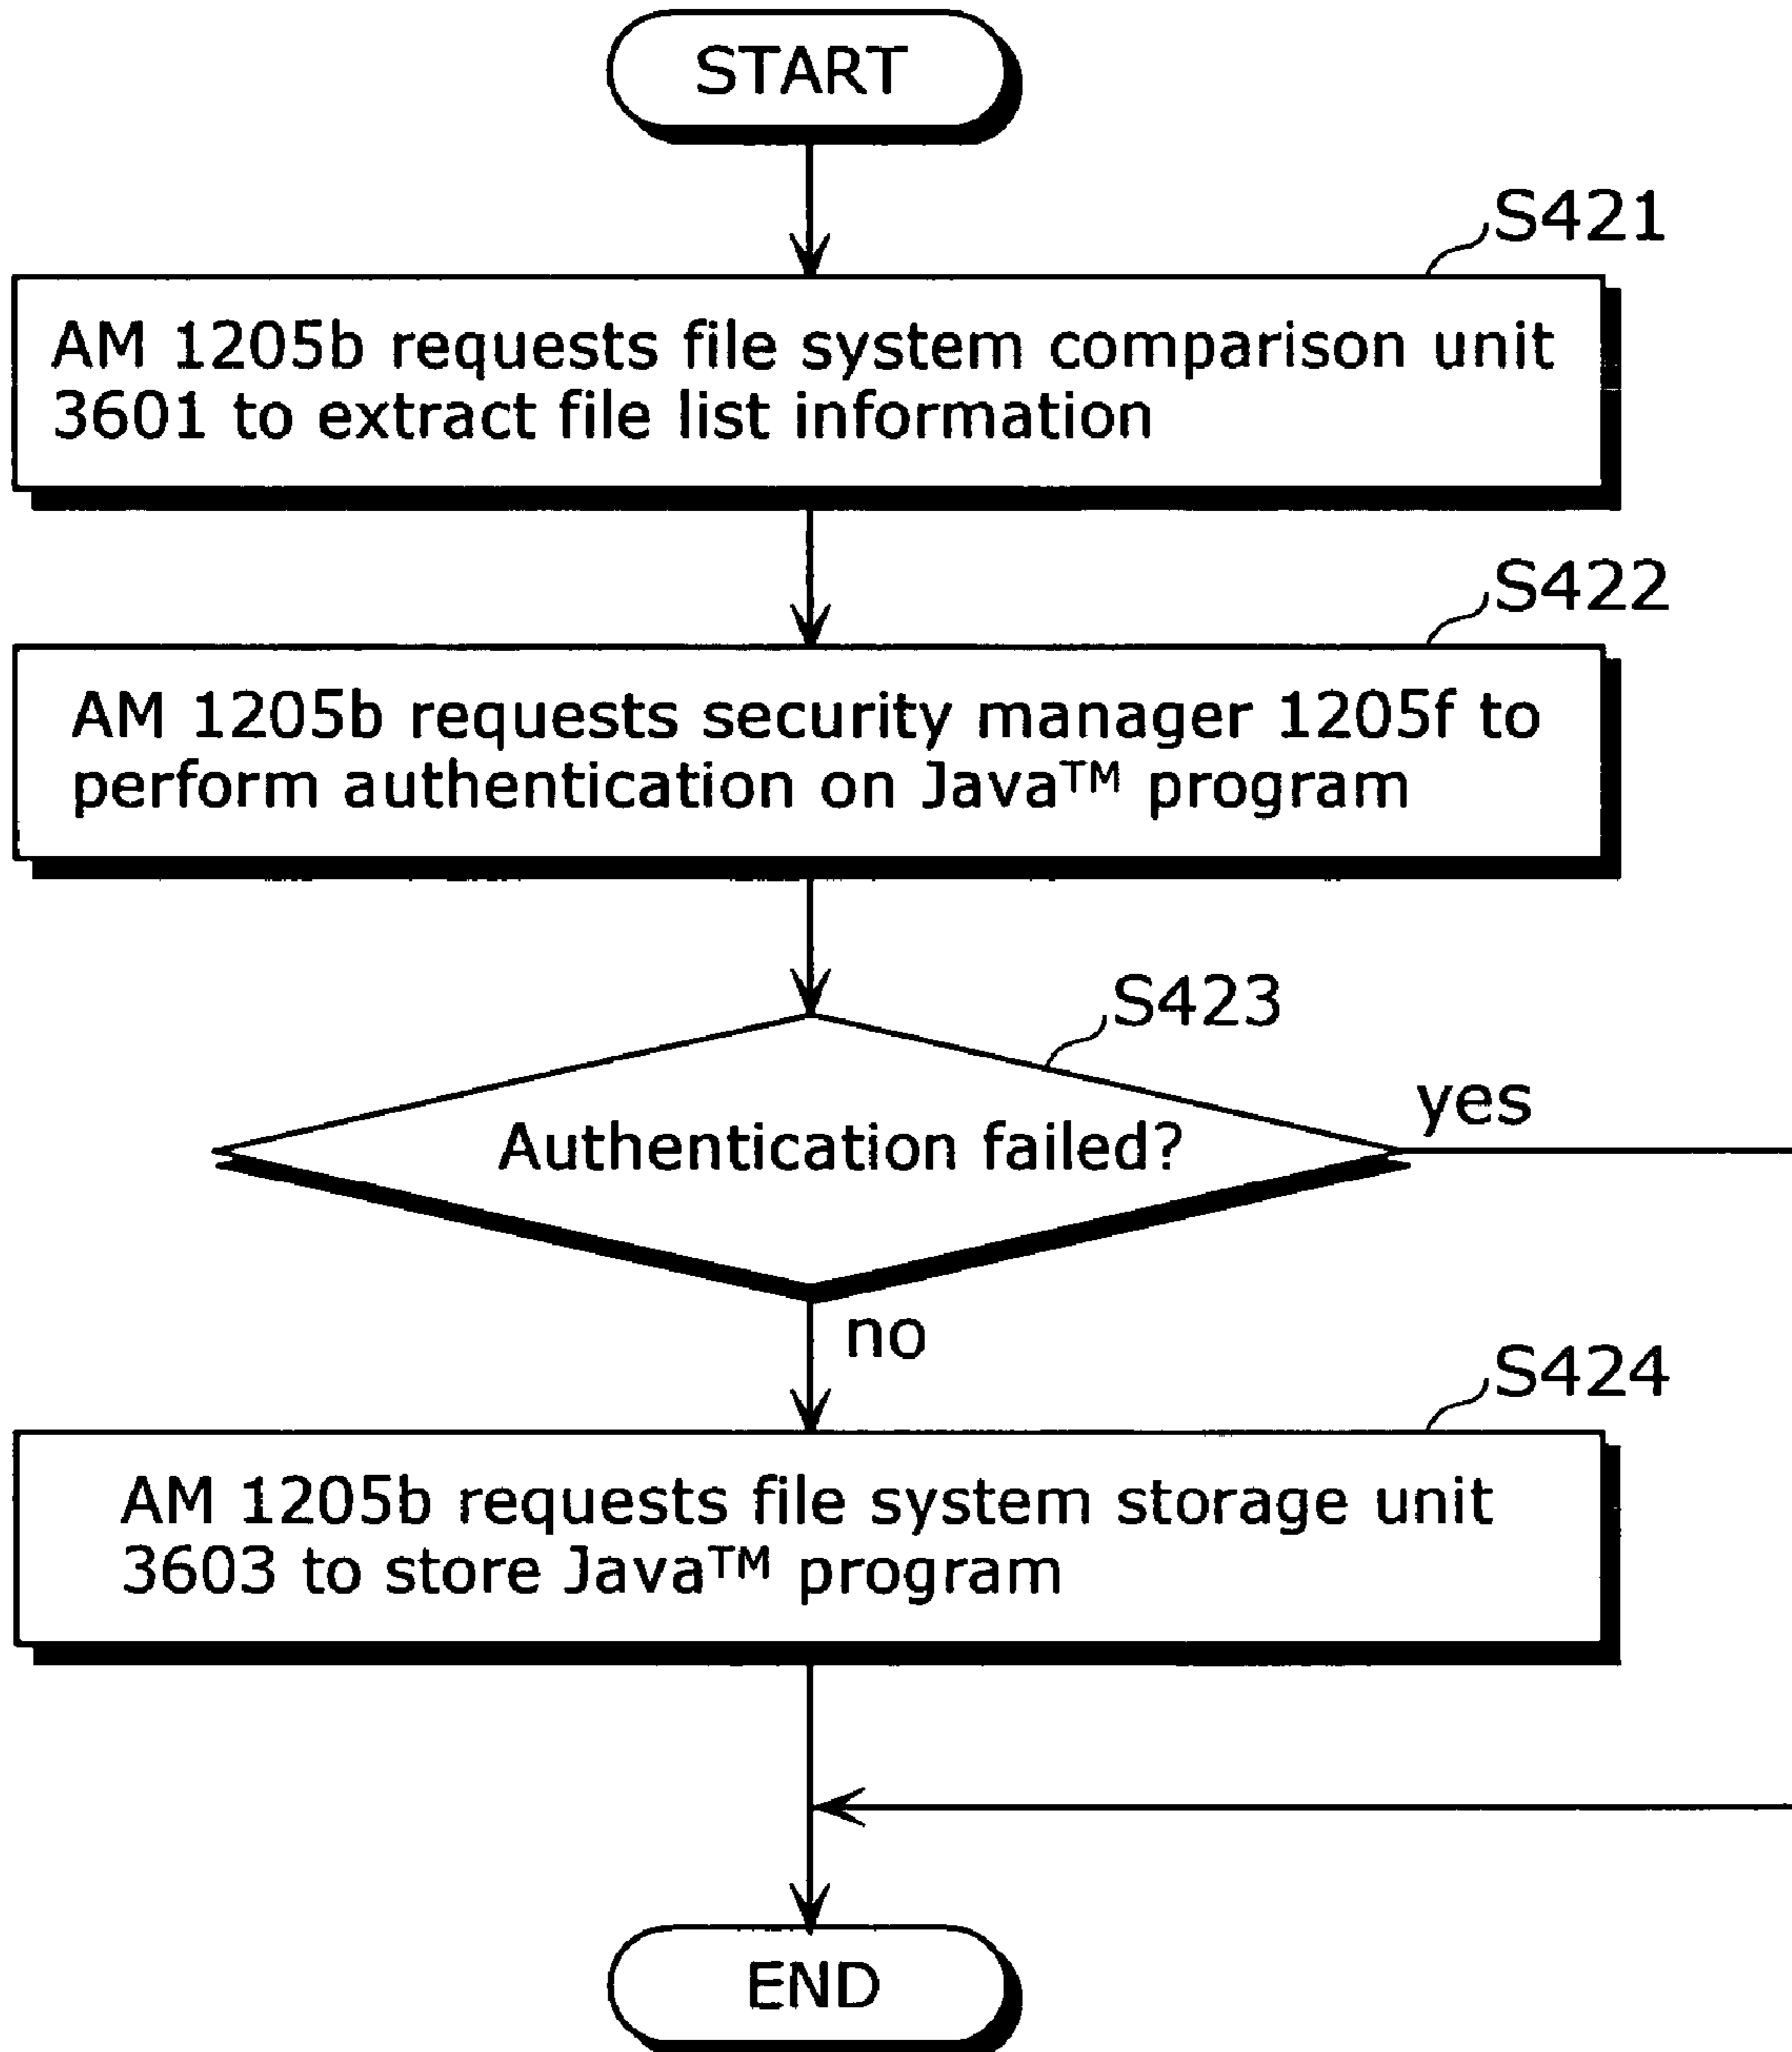 START
S421
AM 1205b requests file system comparison unit
3601 to extract file list information
S422
AM 1205b requests security manager 1205f to
perform authentication on Java™ program
S423
Authentication failed?
yes
no
S424
AM 1205b requests file system storage unit
3603 to store Java™ program
END